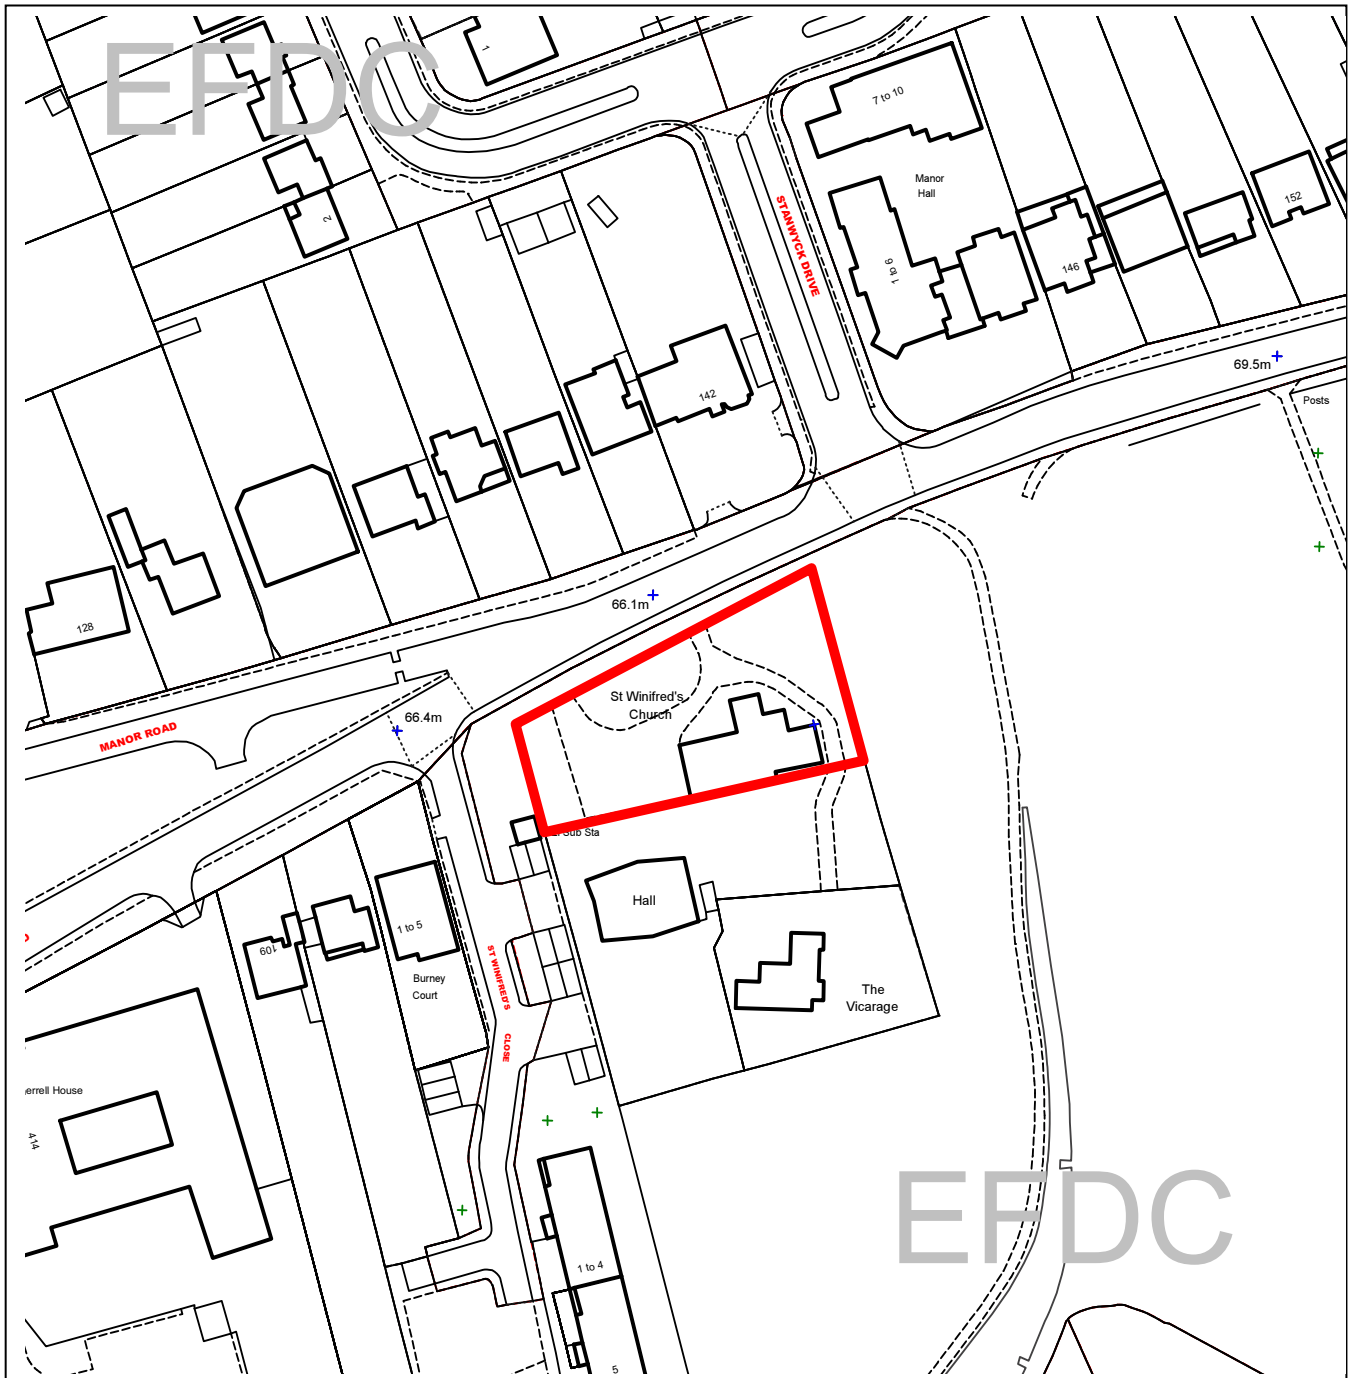 EFDC
1
7 to 10
Manor
Hall
STANWYCK DRIVE
2
152
1 to 6
146
69.5m
Posts
142
66.1m
128
St Winifred's
Church
66.4m
MANOR ROAD
Sub Sta
Hall
1 to 5
109
Burney
Court
ST WINIFRED'S
CLOSE
The
Vicarage
errell House
414
EFDC
1 to 4
5